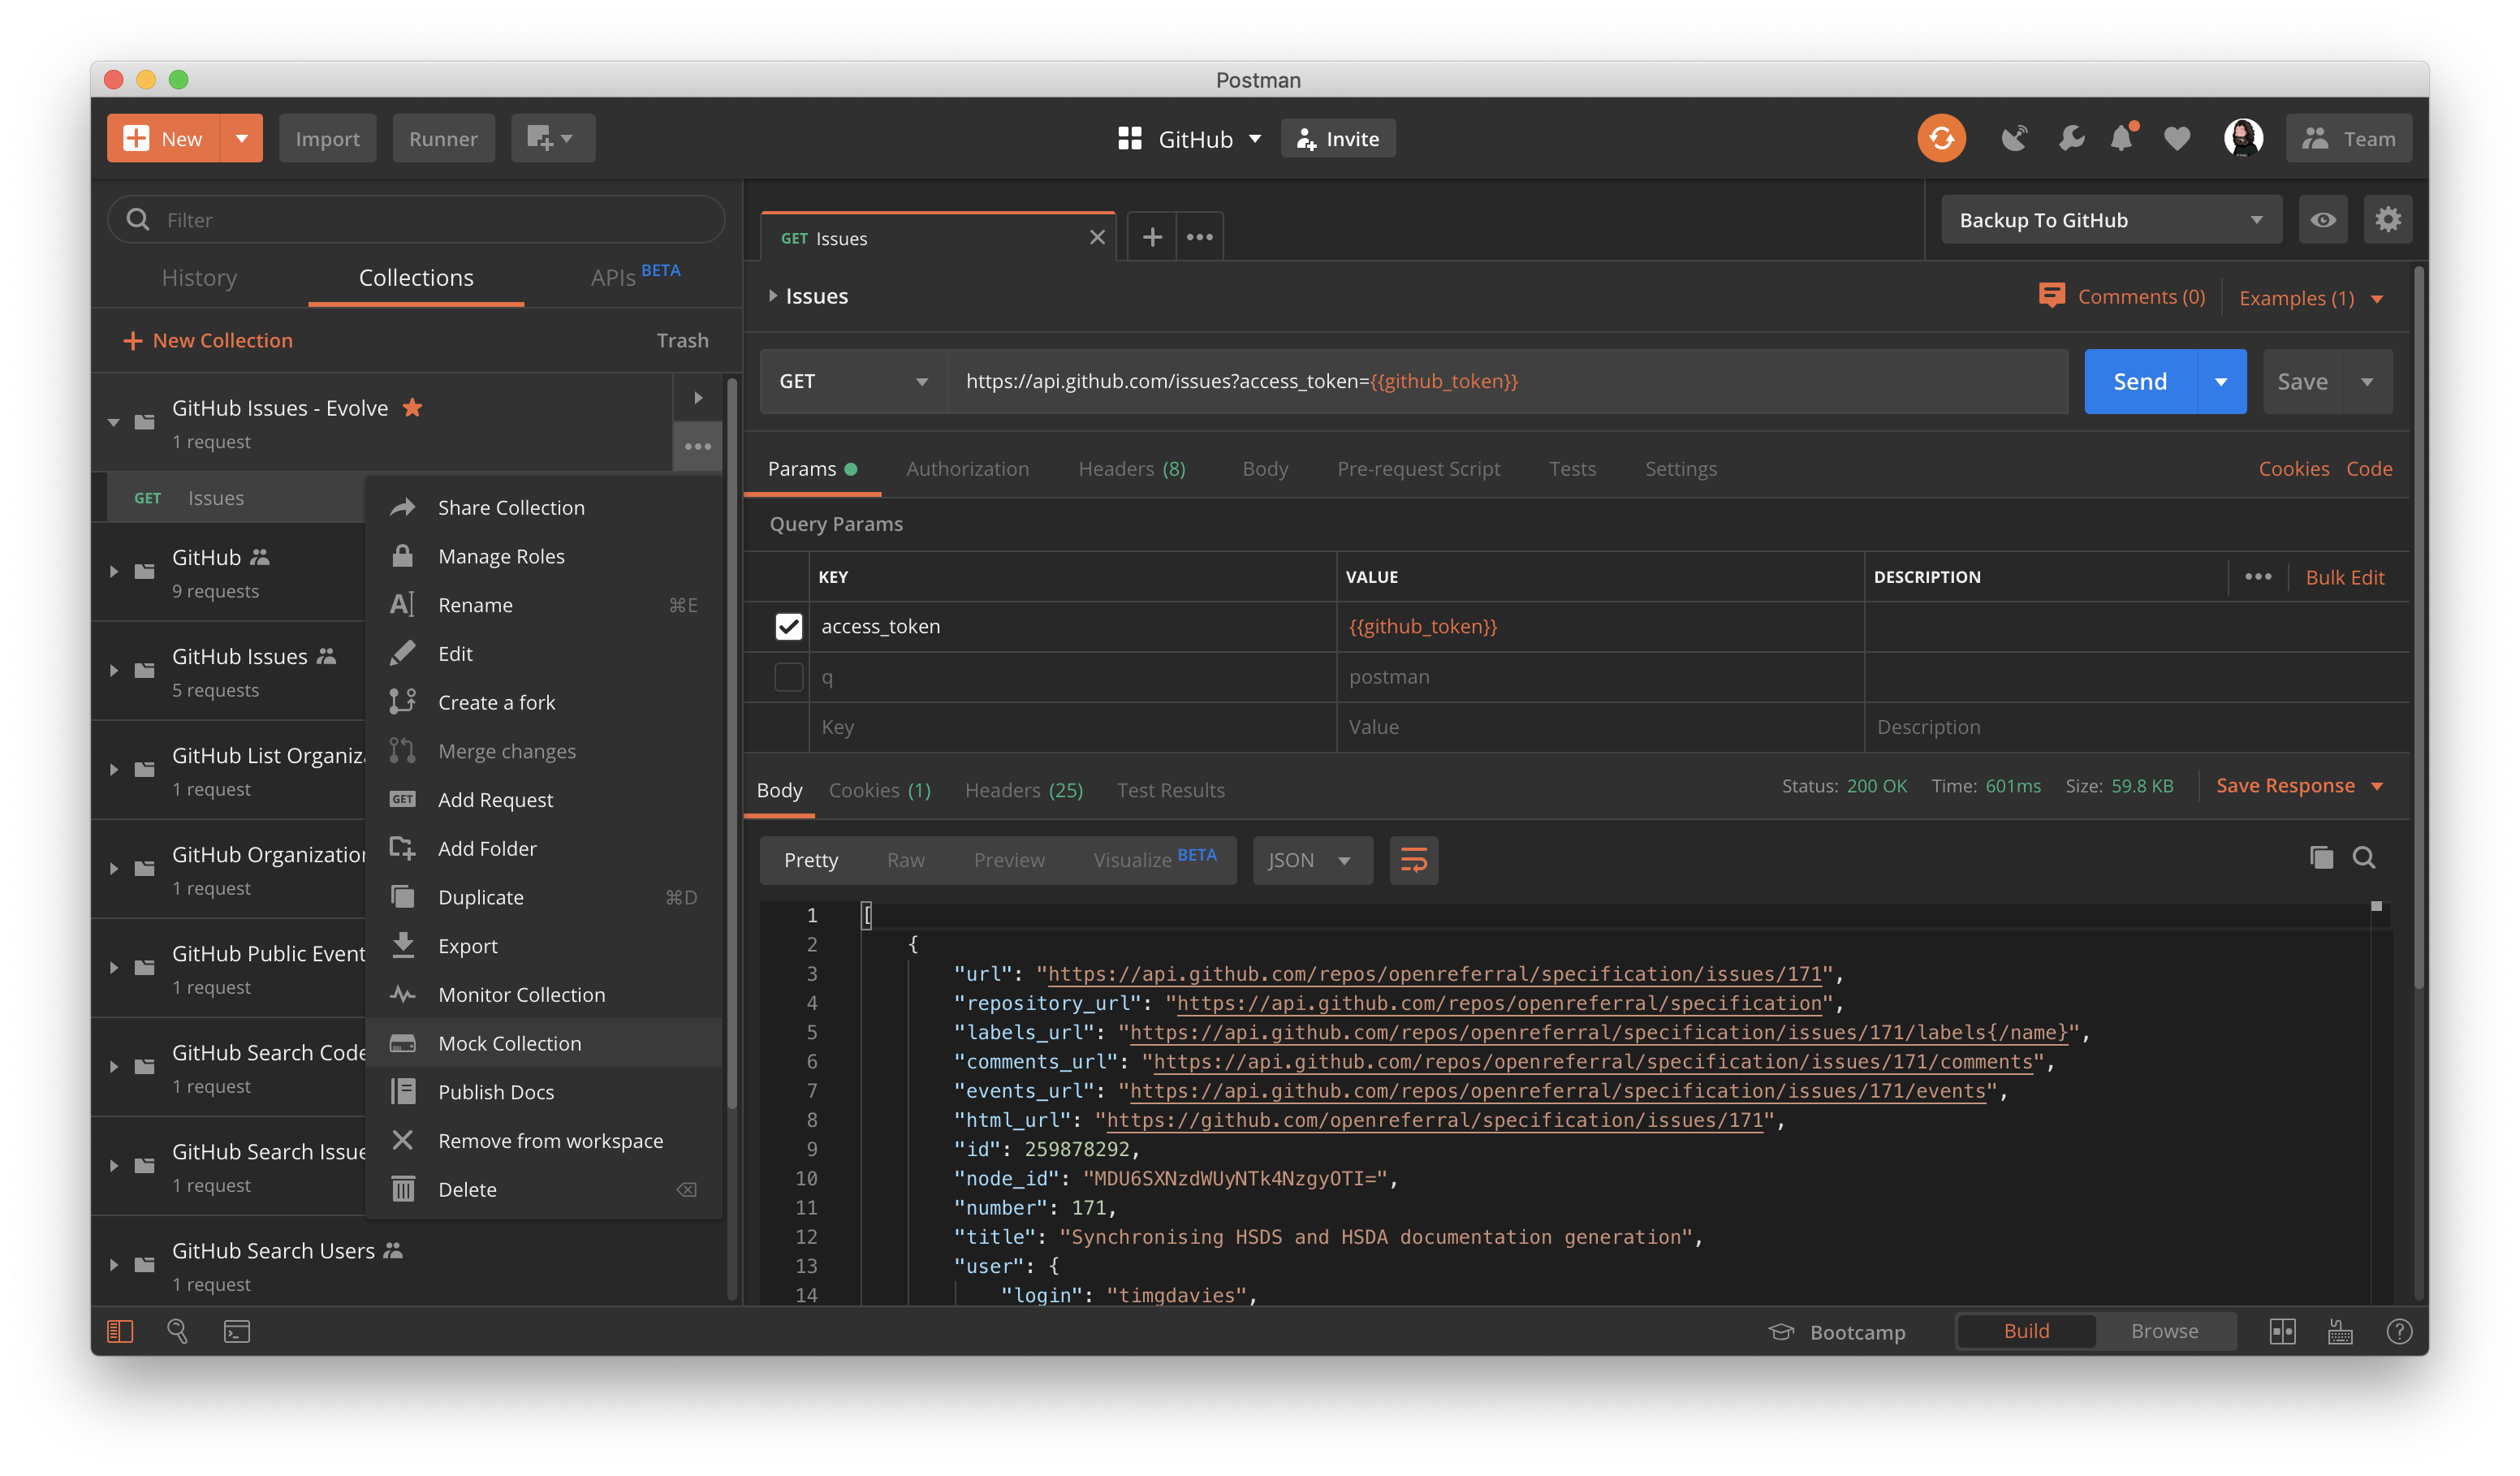 Postman
New
Import
Runner
GitHub
Invite
Team
Filter
History
Collections
APIs BETA
New Collection
Trash
GitHub Issues - Evolve
1 request
GET Issues
GitHub
9 requests
GitHub Issues
5 requests
GitHub List Organiz
1 request
GitHub Organization
1 request
GitHub Public Event
1 request
GitHub Search Code
1 request
GitHub Search Issue
1 request
GitHub Search Users
1 request
Share Collection
Manage Roles
Rename ⌘E
Edit
Create a fork
Merge changes
GET Add Request
Add Folder
Duplicate ⌘D
Export
Monitor Collection
Mock Collection
Publish Docs
Remove from workspace
Delete
GET Issues
Backup To GitHub
Issues
Comments (0)
Examples (1)
GET
https://api.github.com/issues?access_token={{github_token}}
Send
Save
Params
Authorization
Headers (8)
Body
Pre-request Script
Tests
Settings
Cookies
Code
Query Params
KEY VALUE DESCRIPTION
Bulk Edit
access_token {{github_token}}
q postman
Key Value Description
Body
Cookies (1)
Headers (25)
Test Results
Status: 200 OK
Time: 601ms
Size: 59.8 KB
Save Response
Pretty
Raw
Preview
Visualize BETA
JSON
1 [
2 {
3 "url": "https://api.github.com/repos/openreferral/specification/issues/171",
4 "repository_url": "https://api.github.com/repos/openreferral/specification",
5 "labels_url": "https://api.github.com/repos/openreferral/specification/issues/171/labels{/name}",
6 "comments_url": "https://api.github.com/repos/openreferral/specification/issues/171/comments",
7 "events_url": "https://api.github.com/repos/openreferral/specification/issues/171/events",
8 "html_url": "https://github.com/openreferral/specification/issues/171",
9 "id": 259878292,
10 "node_id": "MDU6SXNzdWUyNTk4NzgyOTI=",
11 "number": 171,
12 "title": "Synchronising HSDS and HSDA documentation generation",
13 "user": {
14 "login": "timgdavies",
Bootcamp
Build
Browse